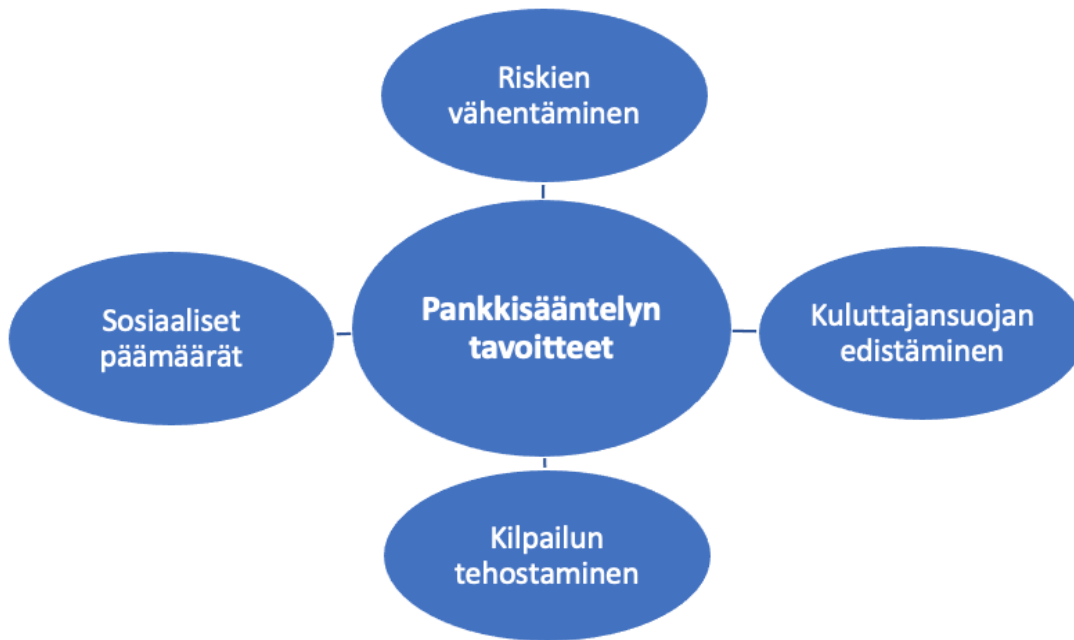 Riskien
vähentäminen
Sosiaaliset
päämäärät
Pankkisääntelyn
tavoitteet
Kuluttajansuojan
edistäminen
Kilpailun
tehostaminen